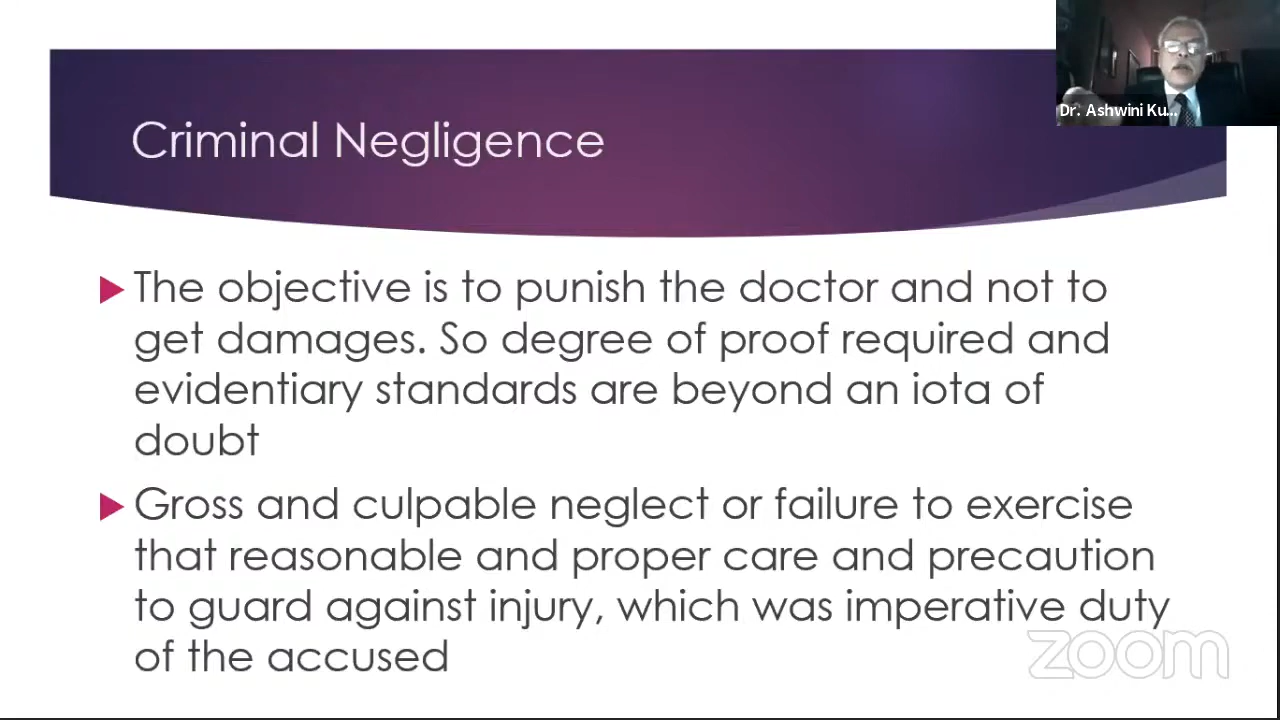 Dr. Ashwini Ku...
Criminal Negligence
The objective is to punish the doctor and not to
get damages. So degree of proof required and
evidentiary standards are beyond an iota of
doubt
Gross and culpable neglect or failure to exercise
that reasonable and proper care and precaution
to guard against injury, which was imperative duty
of the accused
zoom